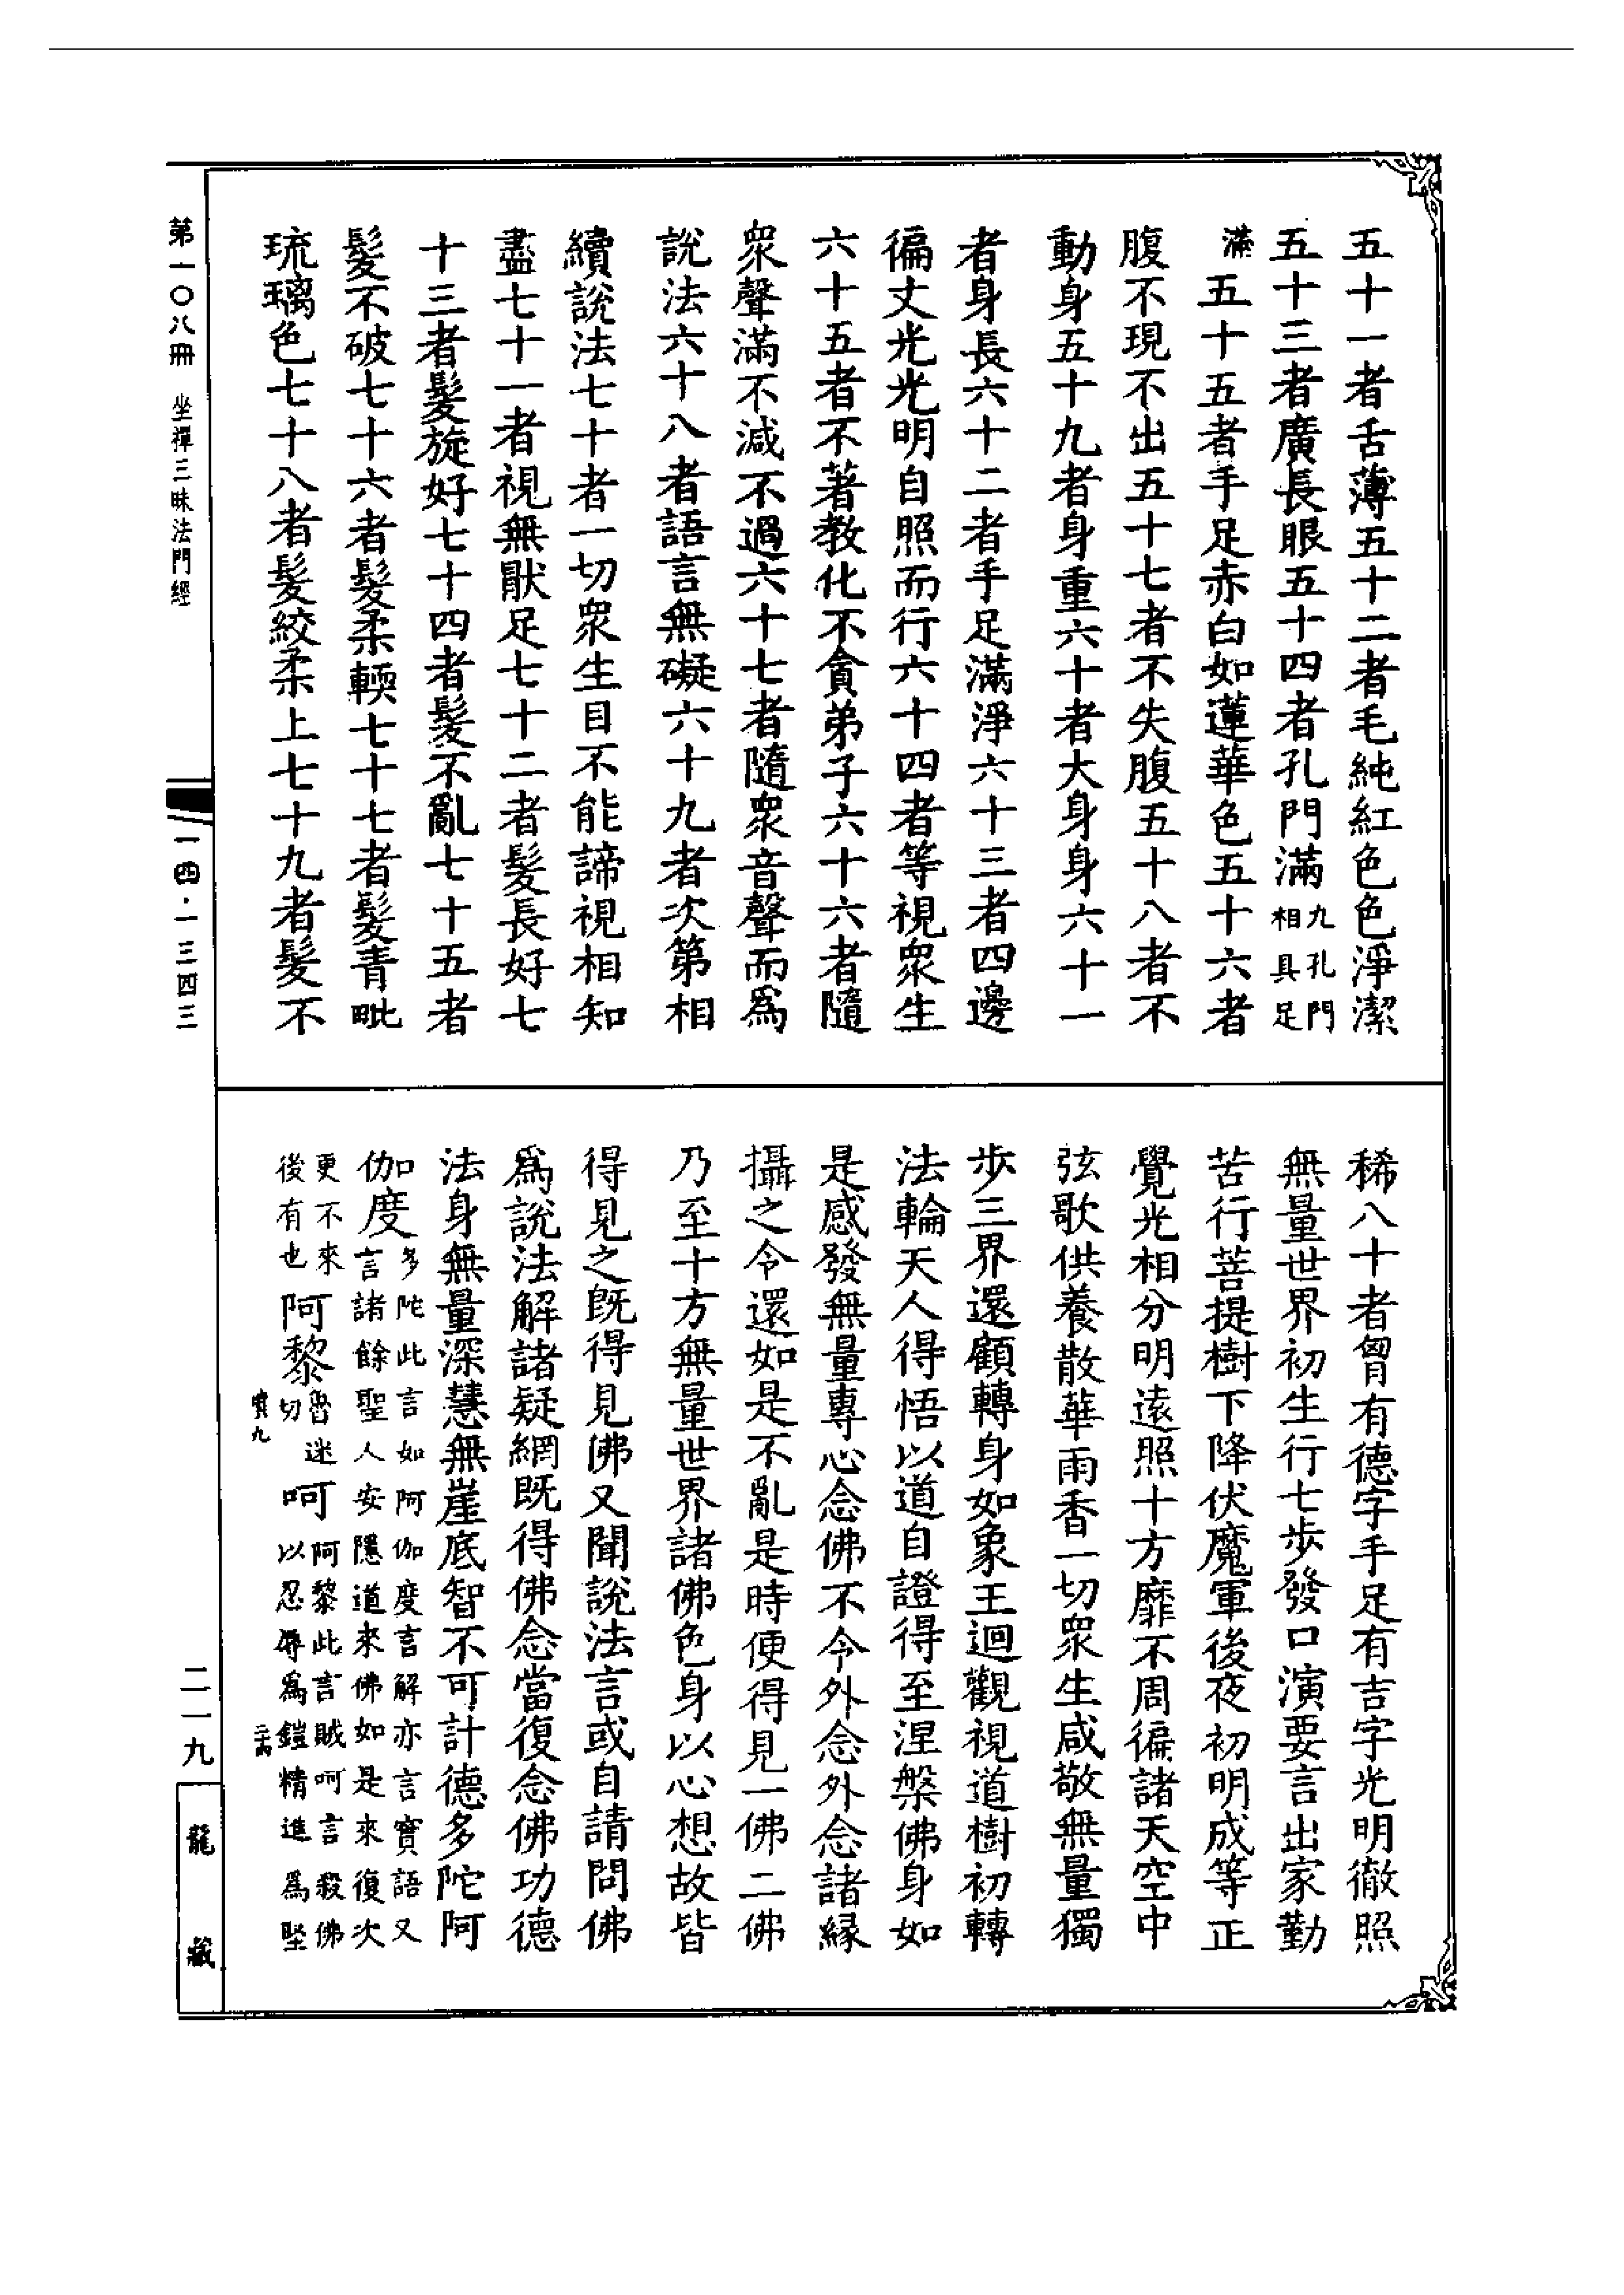 五十一者舌薄五十二者毛純紅色色淨潔
五十三者廣長眼五十四者孔門滿九孔門相具足
滿五十五者手足赤白如蓮華色五十六者
腹不現不出五十七者不失腹五十八者不
動身五十九者身重六十者大身身六十一
者身長六十二者手足滿淨六十三者四邊
徧丈光光明自照而行六十四者等視眾生
六十五者不著教化不貪弟子六十六者隨
眾聲滿不減不過六十七者隨眾音聲而為
說法六十八者語言無礙六十九者次第相
續說法七十者一切眾生目不能諦視相知
盡七十一者視無猒足七十二者髮長好七
十三者髮旋好七十四者髮不亂七十五者
髮不破七十六者髮柔輭七十七者髮青毗
琉璃色七十八者髮絞柔上七十九者髮不
稀八十者胷有德字手足有吉字光明徹照
無量世界初生行七步發口演要言出家勤
苦行菩提樹下降伏魔軍後夜初明成等正
覺光相分明遠照十方靡不周徧諸天空中
弦歌供養散華雨香一切眾生咸敬無量獨
步三界還顧轉身如象王迴觀視道樹初轉
法輪天人得悟以道自證得至涅槃佛身如
是感發無量專心念佛不令外念外念諸緣
攝之令還如是不亂是時便得見一佛二佛
乃至十方無量世界諸佛色身以心想故皆
得見之既得見佛又聞說法言或自請問佛
為說法解諸疑網既得佛念當復念佛功德
法身無量深慧無崖底智不可計德多陀阿
伽度多陀此言如阿伽度言解亦言實語又
言諸餘聖人安隱道來佛如是來復次
更不來
後有也阿黎魯迷切呵阿黎此言賊呵言殺佛
以忍辱為鎧精進為堅
第一〇八冊 坐禪三昧法門經
一四·一三四三
二一九
龍藏